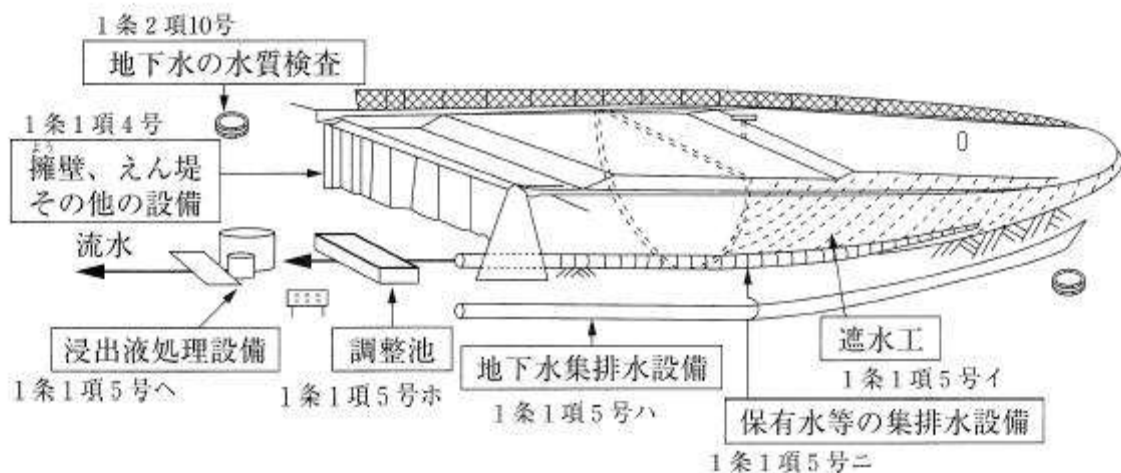 1条2項10号
地下水の水質検査
1条1項4号
よう
擁壁、えん堤
その他の設備
流水
浸出液処理設備
1条1項5号ヘ
調整池
1条1項5号ホ
地下水集排水設備
1条1項5号ハ
遮水工
1条1項5号イ
保有水等の集排水設備
1条1項5号ニ